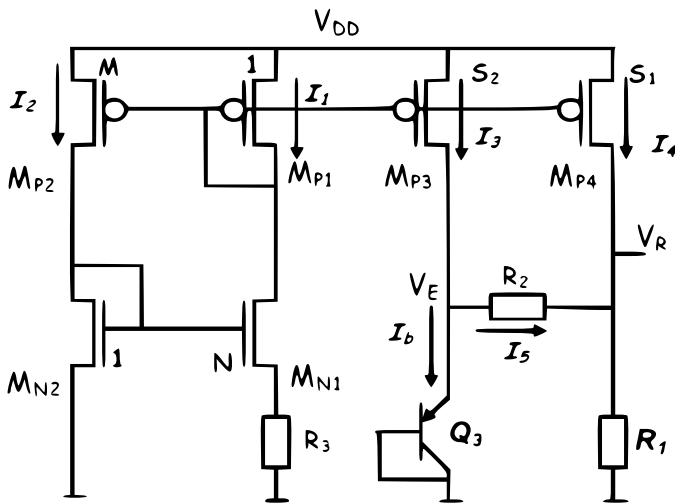 V_DD
M 1 S_2 S_1
I_2 I_1 I_3 I_4
M_P2 M_P1 M_P3 M_P4
V_R
V_E R_2
I_b I_5
1 N
M_N2 M_N1
R_3 Q_3 R_1